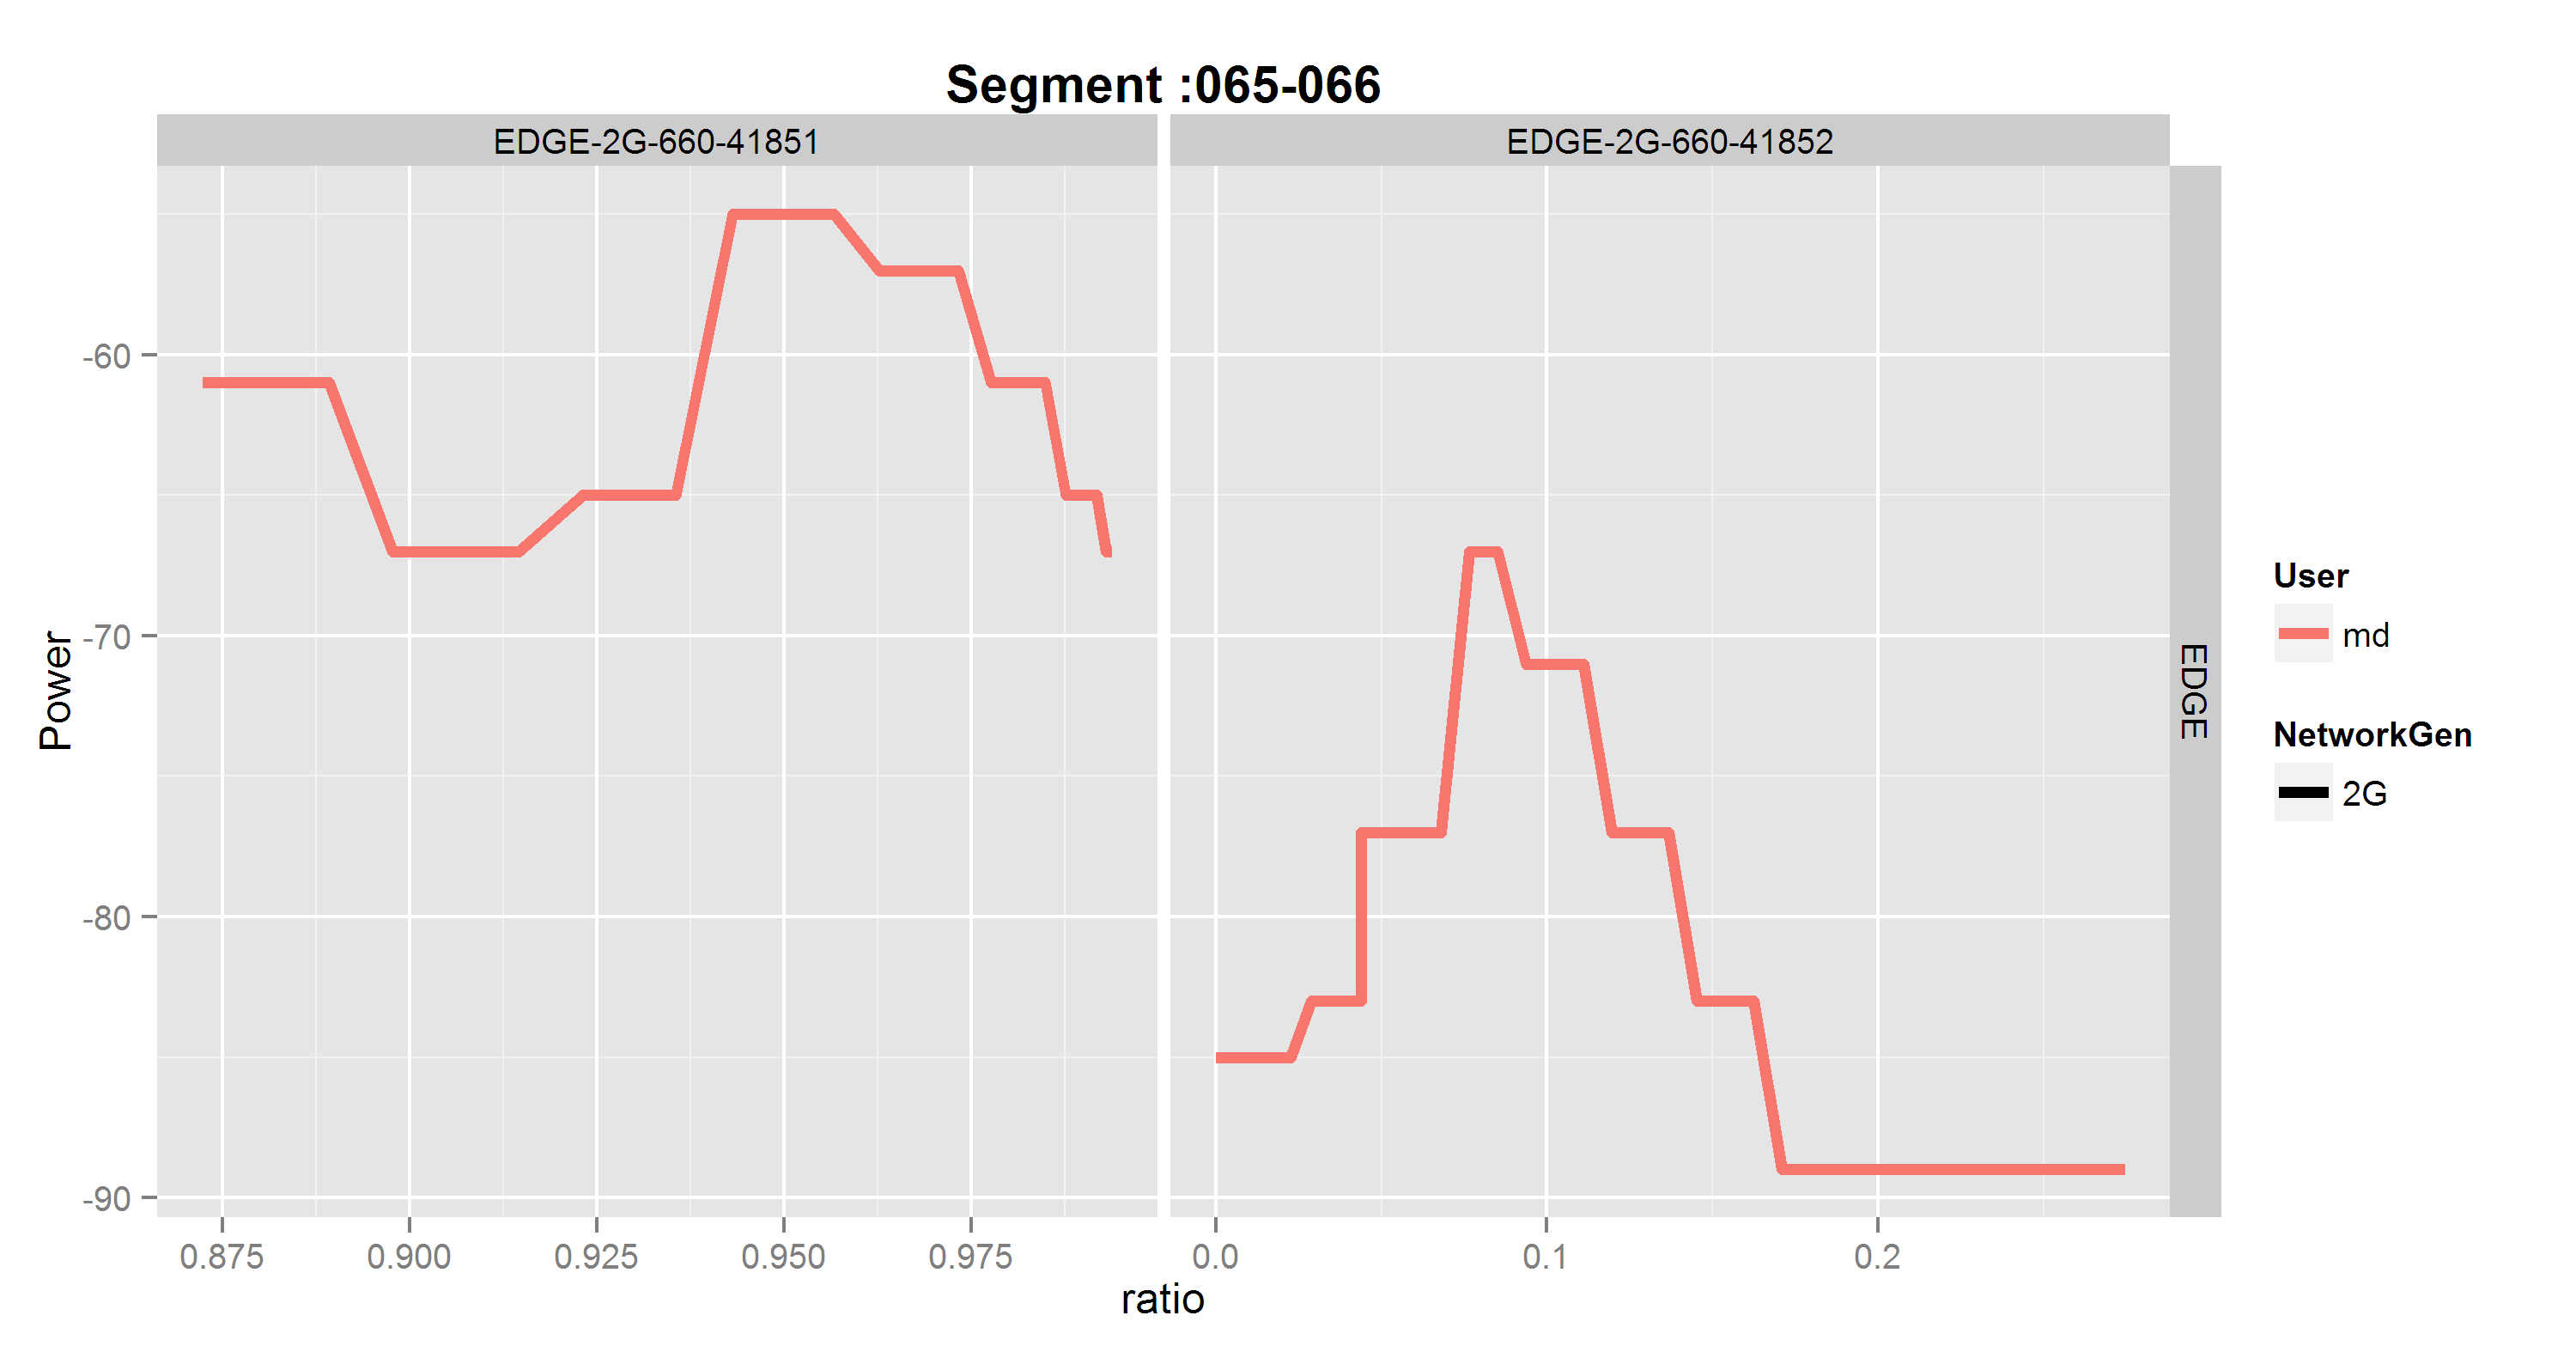 Segment :065-066
EDGE-2G-660-41851
EDGE-2G-660-41852
-60
-70
-80
-90
Power
EDGE
0.875
0.900
0.925
0.950
0.975
0.0
0.1
0.2
ratio
User
md
NetworkGen
2G